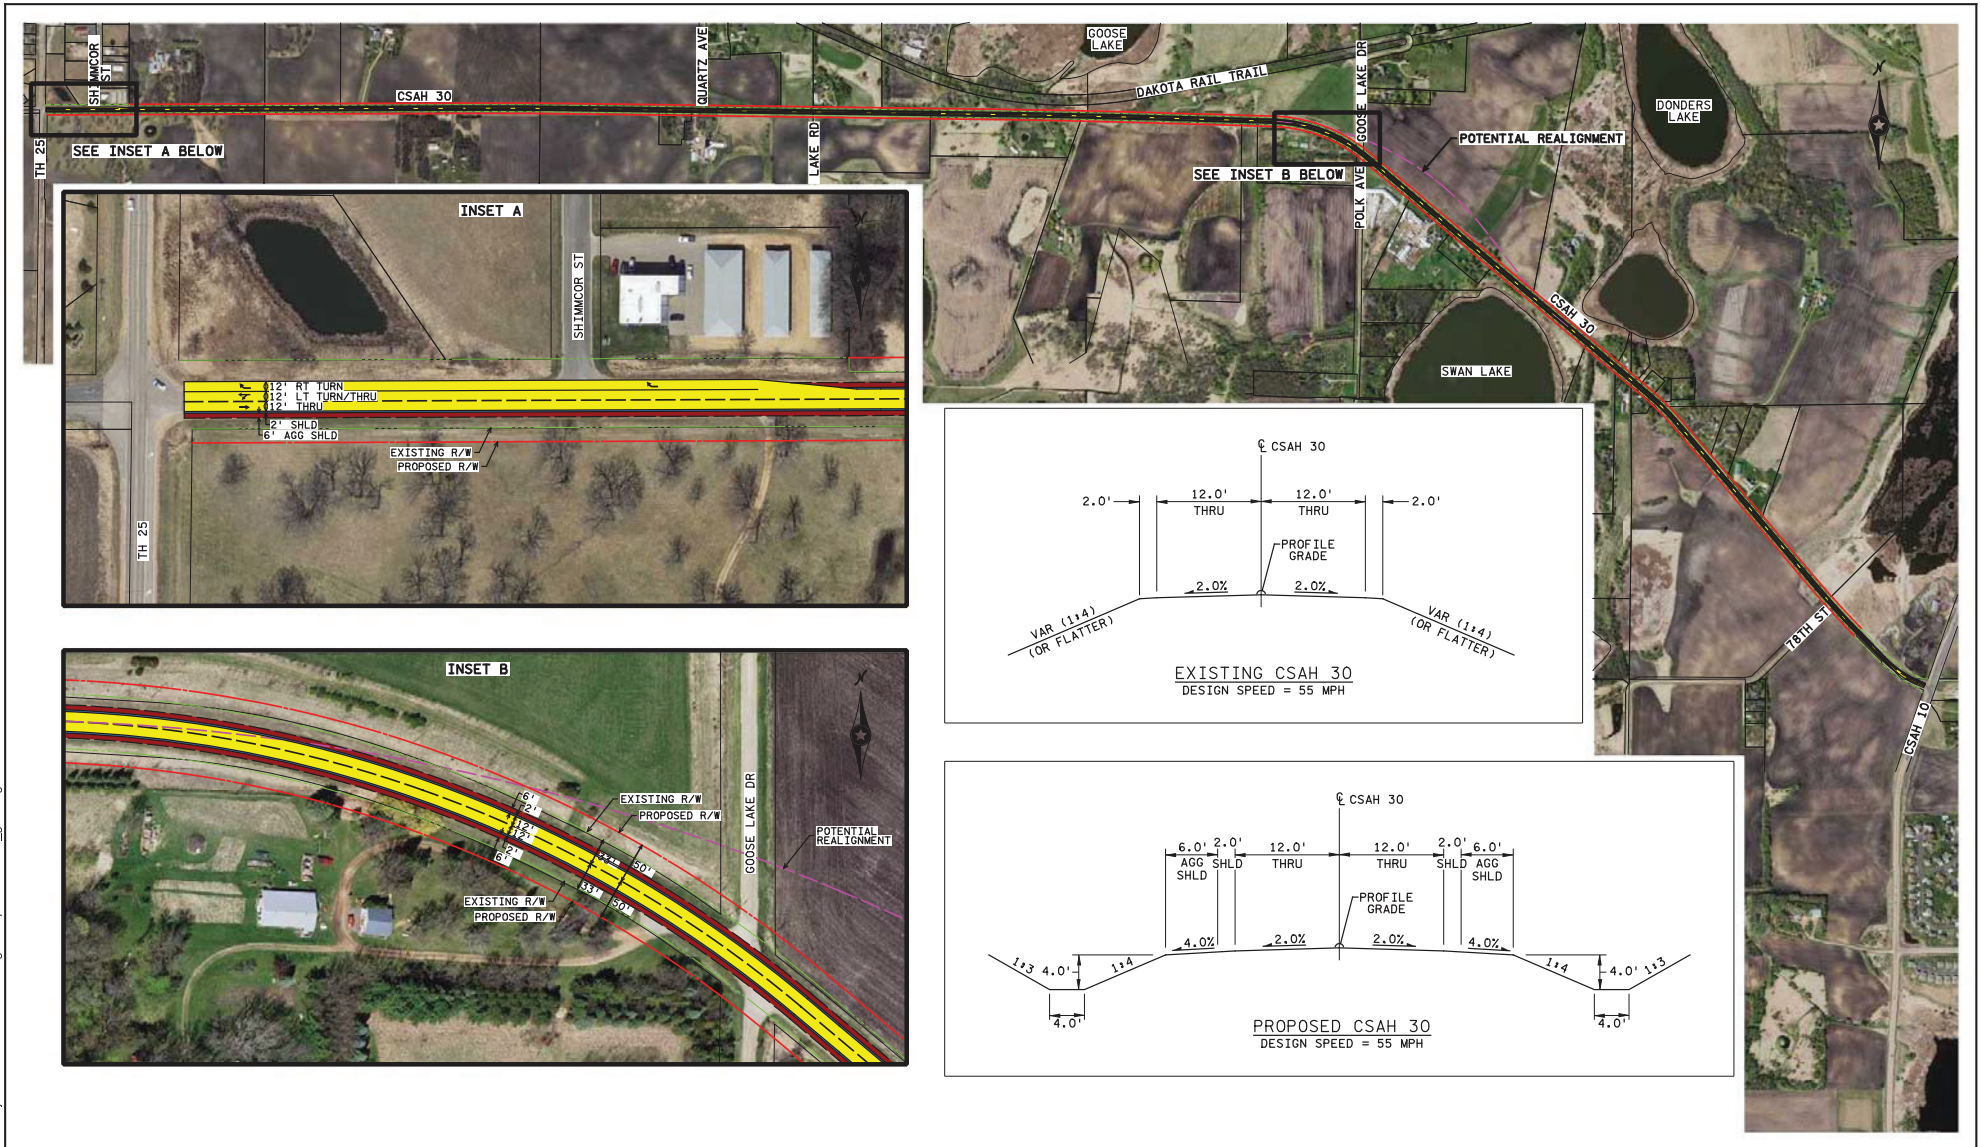 SHIMMCOR
ST
CSAH 30
QUARTZ AVE
LAKE RD
GOOSE
LAKE
DAKOTA RAIL TRAIL
GOOSE LAKE DR
POLK AVE
POTENTIAL REALIGNMENT
DONDERS
LAKE
N
TH 25
SEE INSET A BELOW
SEE INSET B BELOW
CSAH 30
SWAN LAKE
78TH ST
CSAH 10
INSET A
N
SHIMMCOR ST
12' RT TURN
12' LT TURN/THRU
12' THRU
2' SHLD
6' AGG SHLD
EXISTING R/W
PROPOSED R/W
TH 25
INSET B
N
6'
2'
12'
12'
2'
6'
EXISTING R/W
PROPOSED R/W
33'
50'
33'
50'
EXISTING R/W
PROPOSED R/W
GOOSE LAKE DR
POTENTIAL
REALIGNMENT
℄ CSAH 30
2.0' 12.0' 12.0' 2.0'
THRU THRU
PROFILE
GRADE
2.0% 2.0%
VAR (1:4)
(OR FLATTER)
VAR (1:4)
(OR FLATTER)
EXISTING CSAH 30
DESIGN SPEED = 55 MPH
℄ CSAH 30
6.0' 2.0' 12.0' 12.0' 2.0' 6.0'
AGG SHLD THRU THRU SHLD AGG
SHLD SHLD
PROFILE
GRADE
4.0% 2.0% 2.0% 4.0%
1:3 4.0' 1:4 1:4 4.0' 1:3
4.0' 4.0'
PROPOSED CSAH 30
DESIGN SPEED = 55 MPH